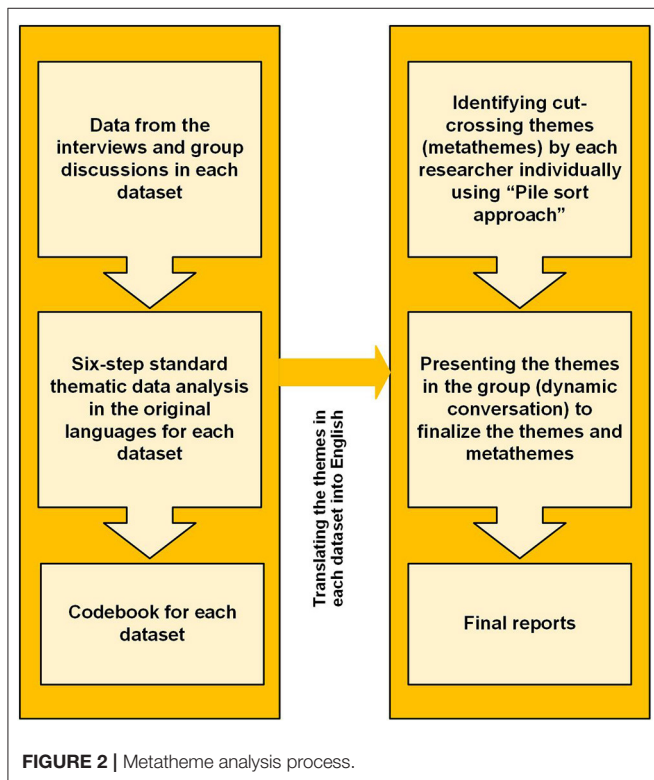 Data from the
interviews and group
discussions in each
dataset
Six-step standard
thematic data analysis
in the original
languages for each
dataset
Codebook for each
dataset
Translating the themes in
each dataset into English
Identifying cut-
crossing themes
(metathemes) by each
researcher individually
using “Pile sort
approach”
Presenting the themes
in the group (dynamic
conversation) to
finalize the themes and
metathemes
Final reports
FIGURE 2 | Metatheme analysis process.